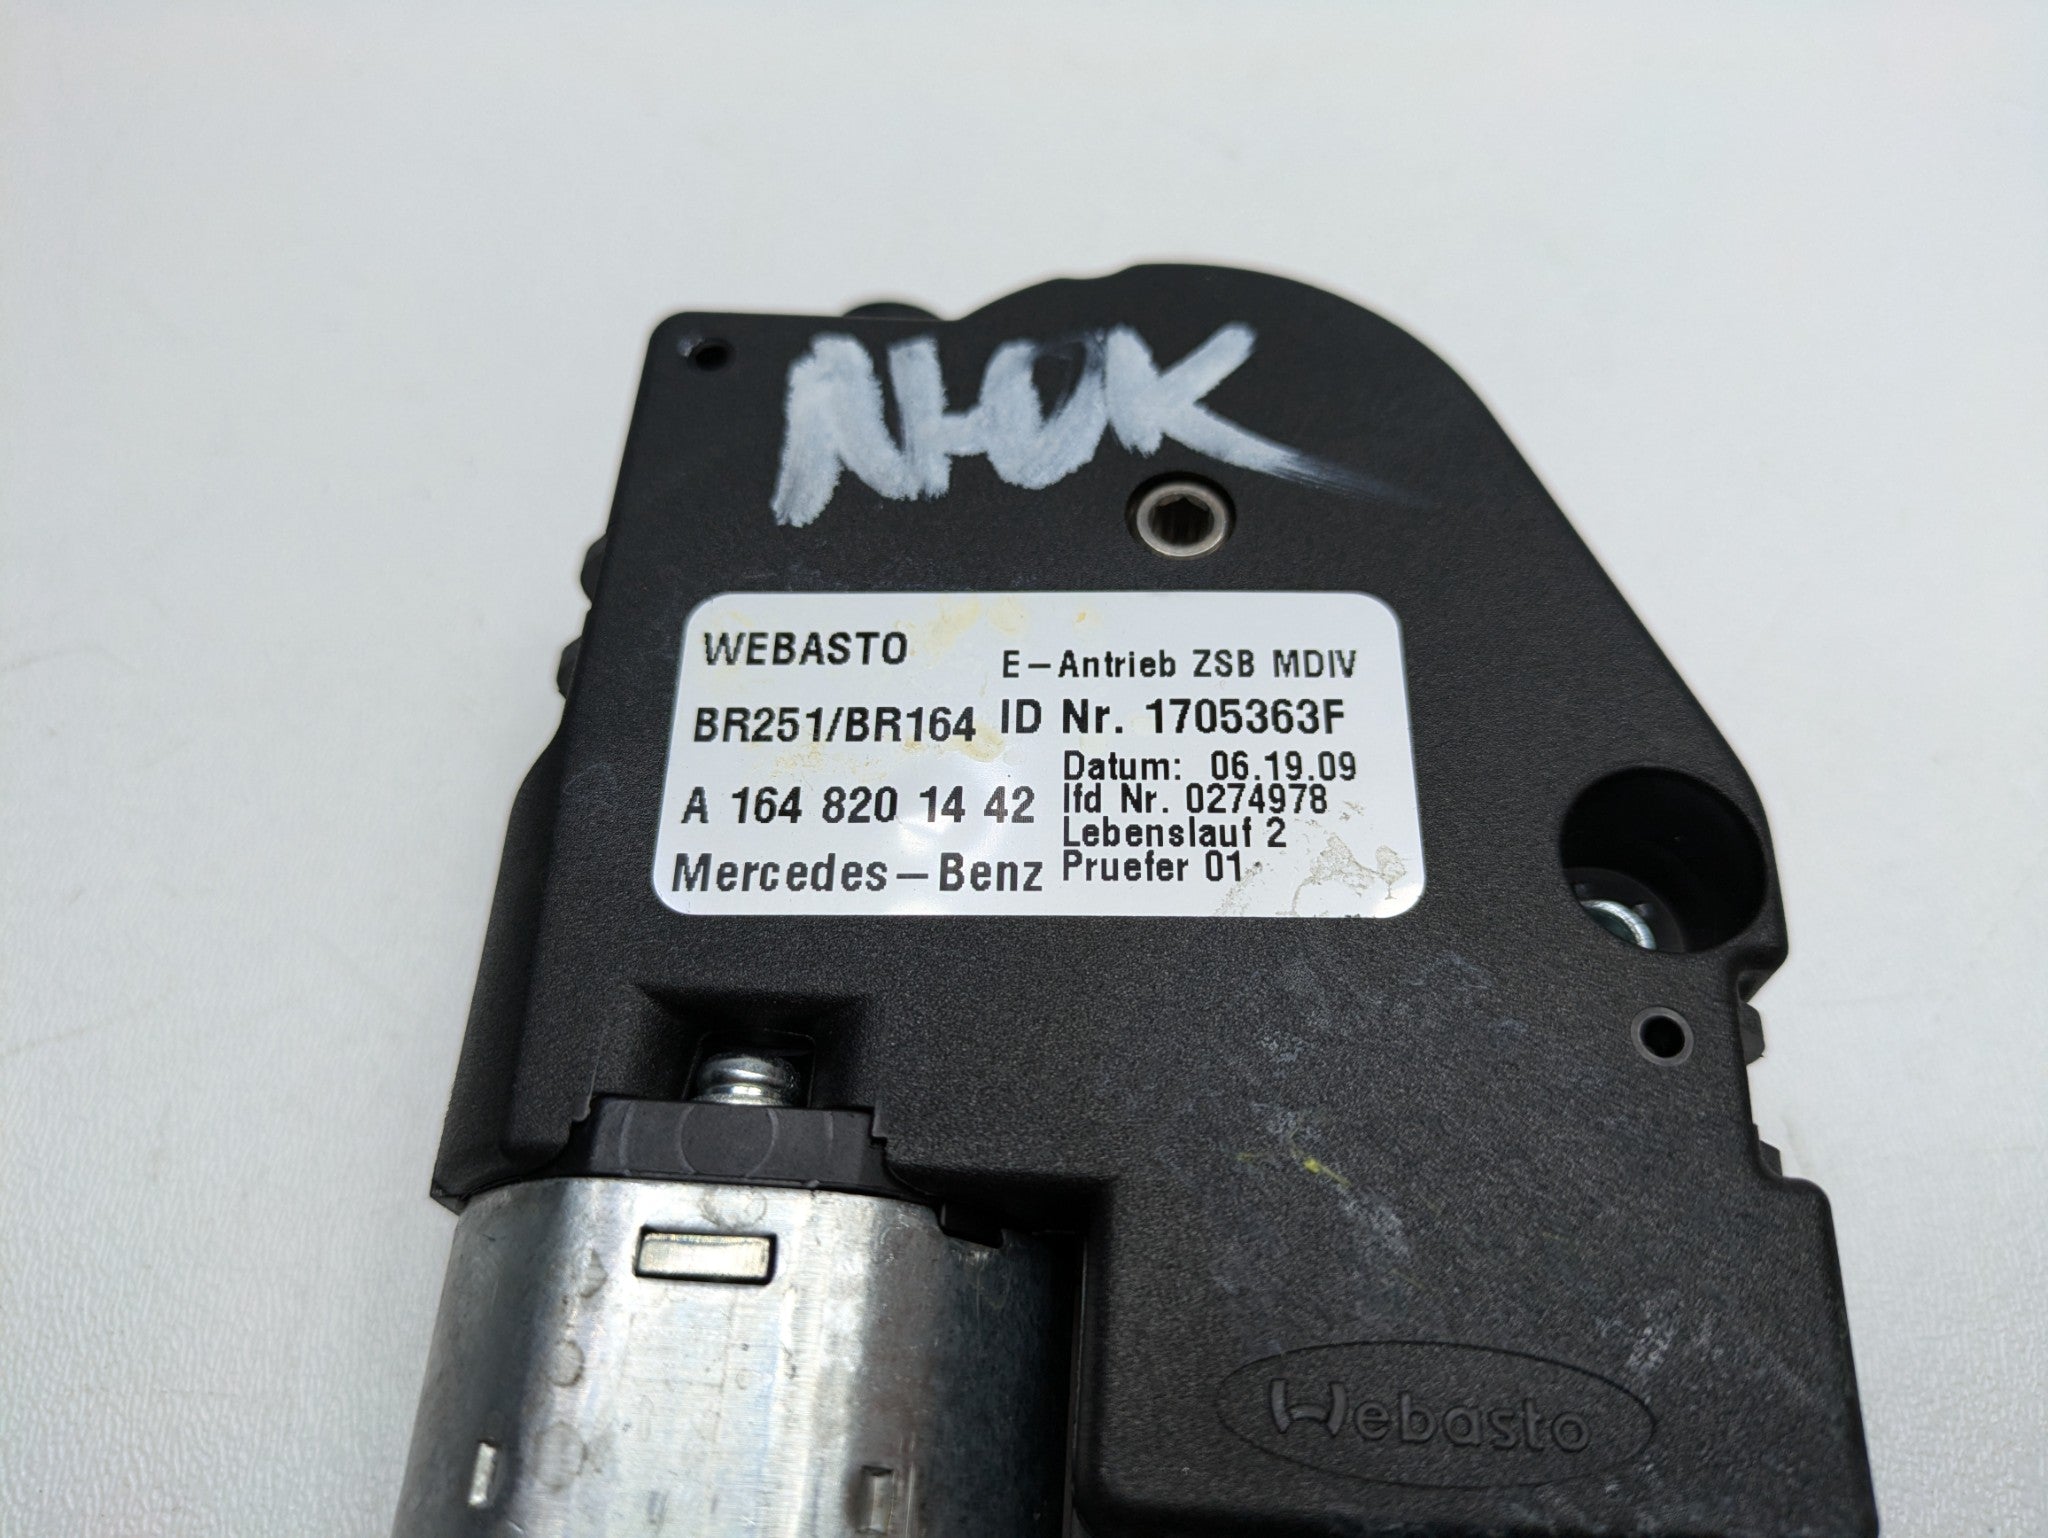 NHOK
WEBASTO
E-Antrieb ZSB MDIV
BR251/BR164
ID Nr. 1705363F
Datum: 06.19.09
A 164 820 14 42
lfd Nr. 0274978
Lebenslauf 2
Mercedes-Benz
Pruefer 01
Webasto